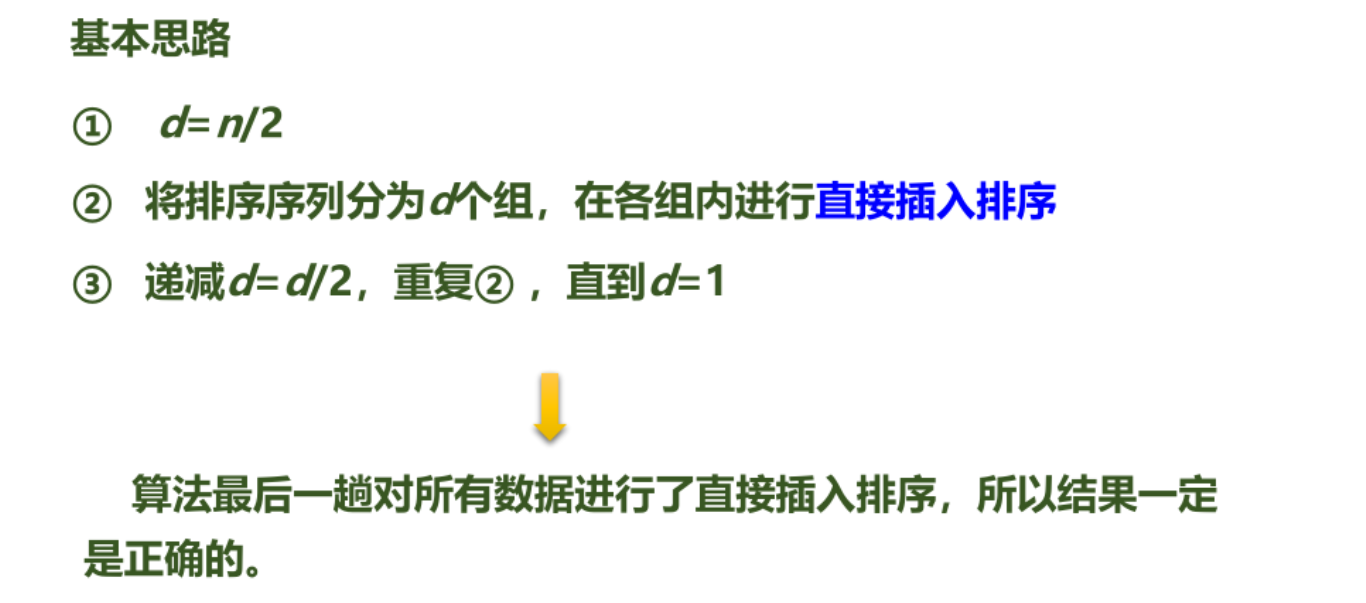 基本思路
① d=n/2
② 将排序序列分为d个组，在各组内进行直接插入排序
③ 递减d=d/2，重复② ，直到d=1
算法最后一趟对所有数据进行了直接插入排序，所以结果一定
是正确的。